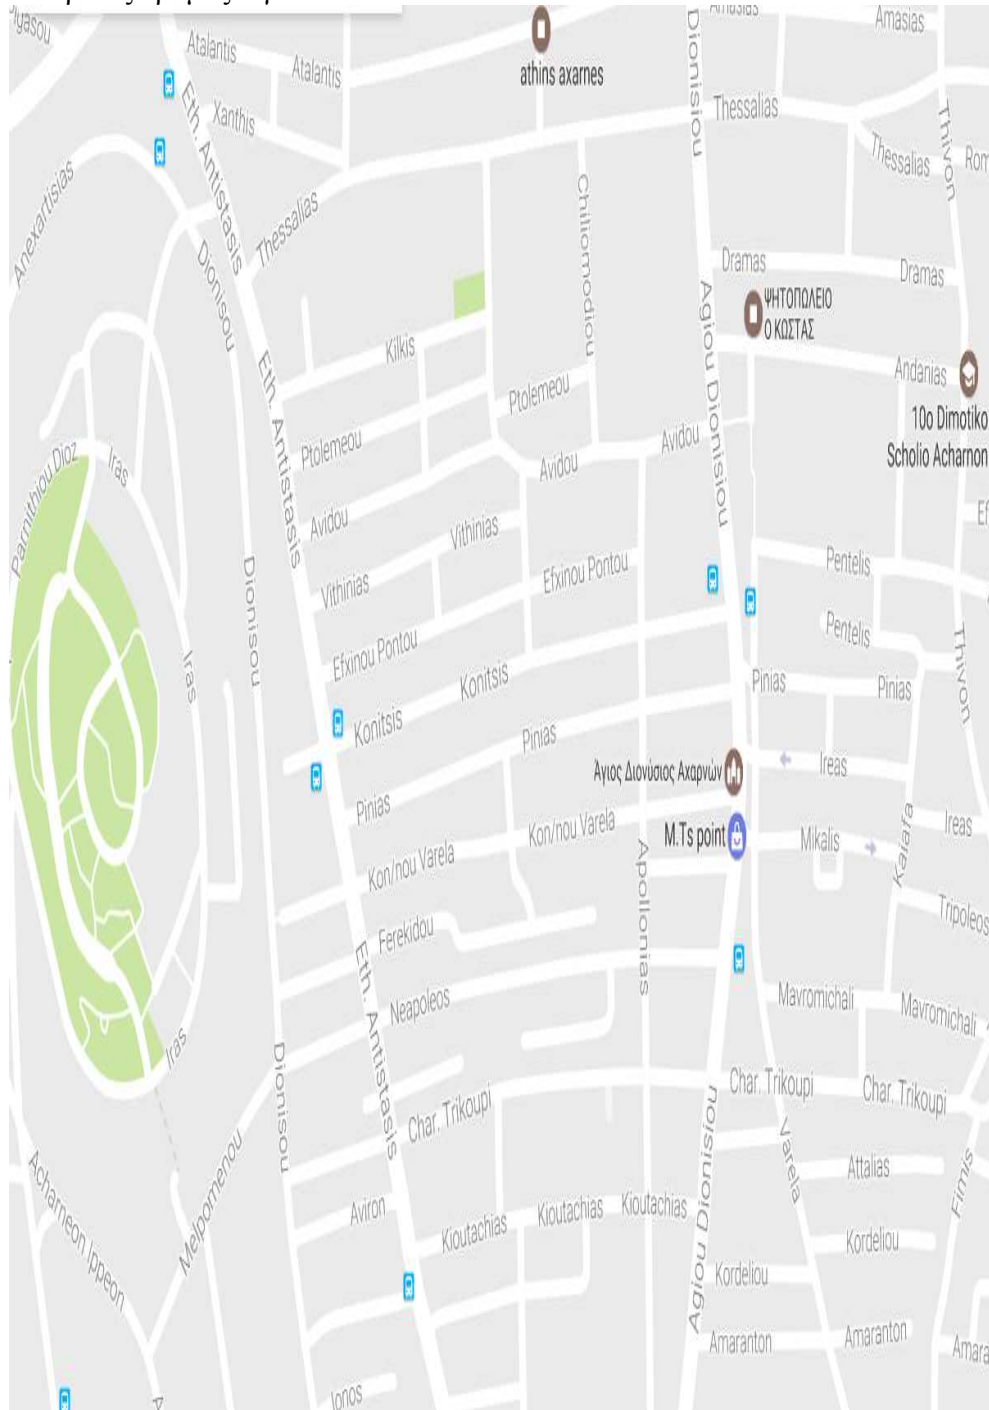 Atalantis
Atalantis
Xanthis
athins axarnes
Dionisiou
Amasias
Amasias
Thessalias
Thessalias
Thivon
Eth. Antistasis
Anexartisias
Dionisou
Thessalias
Chiliomodiou
Dramas
Dramas
ΨΗΤΟΠΩΛΕΙΟ
Ο ΚΩΣΤΑΣ
Agiou Dionisiou
Kilkis
Andanias
10o Dimotiko
Scholio Acharnon
Eth. Antistasis
Ptolemeou
Ptolemeou
Avidou
Avidou
Avidou
Parnithiou Dioz
Iras
Vithinias
Vithinias
Efxinou Pontou
Efxinou Pontou
Pentelis
Pentelis
Dionisou
Iras
Konitsis
Konitsis
Pinias
Pinias
Thivon
Pinias
Pinias
Άγιος Διονύσιος Αχαρνών
Ireas
Ireas
M.Ts point
Mikalis
Kaiafa
Kon/nou Varela
Kon/nou Varela
Apollonias
Tripoleos
Ferekidou
Neapoleos
Eth. Antistasis
Mavromichali
Mavromichali
Iras
Dionisou
Char. Trikoupi
Char. Trikoupi
Char. Trikoupi
Varela
Attalias
Fimis
Melpomenou
Acharneon Ippeon
Aviron
Kioutachias
Kioutachias
Kioutachias
Agiou Dionisiou
Kordeliou
Kordeliou
Amaranton
Amaranton
Ionos